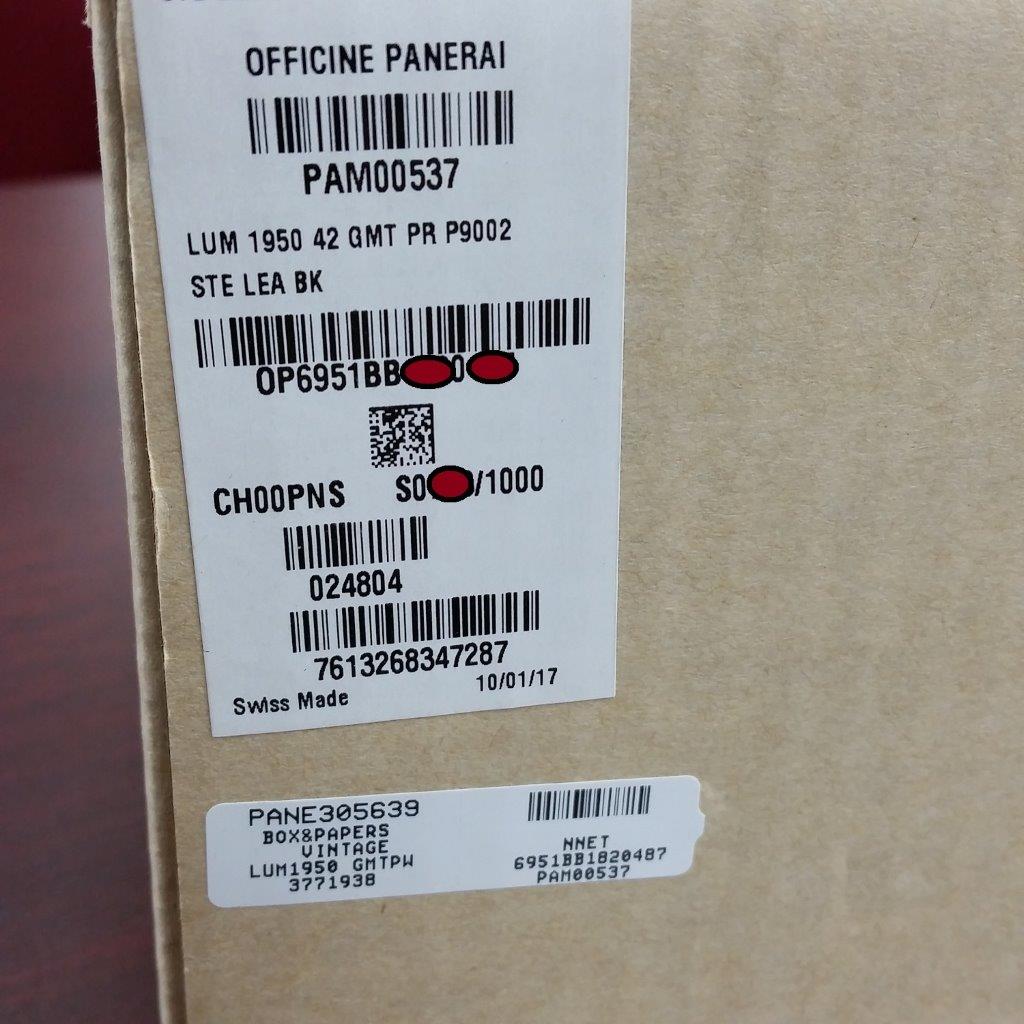 OFFICINE PANERAI
PAM00537
LUM 1950 42 GMT PR P9002
STE LEA BK
OP6951BB 0
CH00PNS S0 /1000
024804
7613268347287
Swiss Made 10/01/17
PANE305639
BOX&PAPERS
VINTAGE
LUM1950 GMTPW
3771938
NNET
6951BB1820487
PAM00537